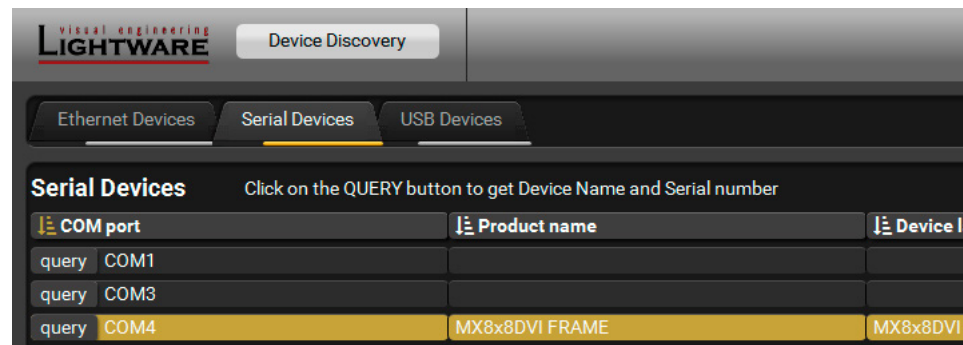 visual engineering
LIGHTWARE
Device Discovery
Ethernet Devices Serial Devices USB Devices
Serial Devices Click on the QUERY button to get Device Name and Serial number
COM port Product name Device l
query COM1
query COM3
query COM4 MX8x8DVI FRAME MX8x8DVI